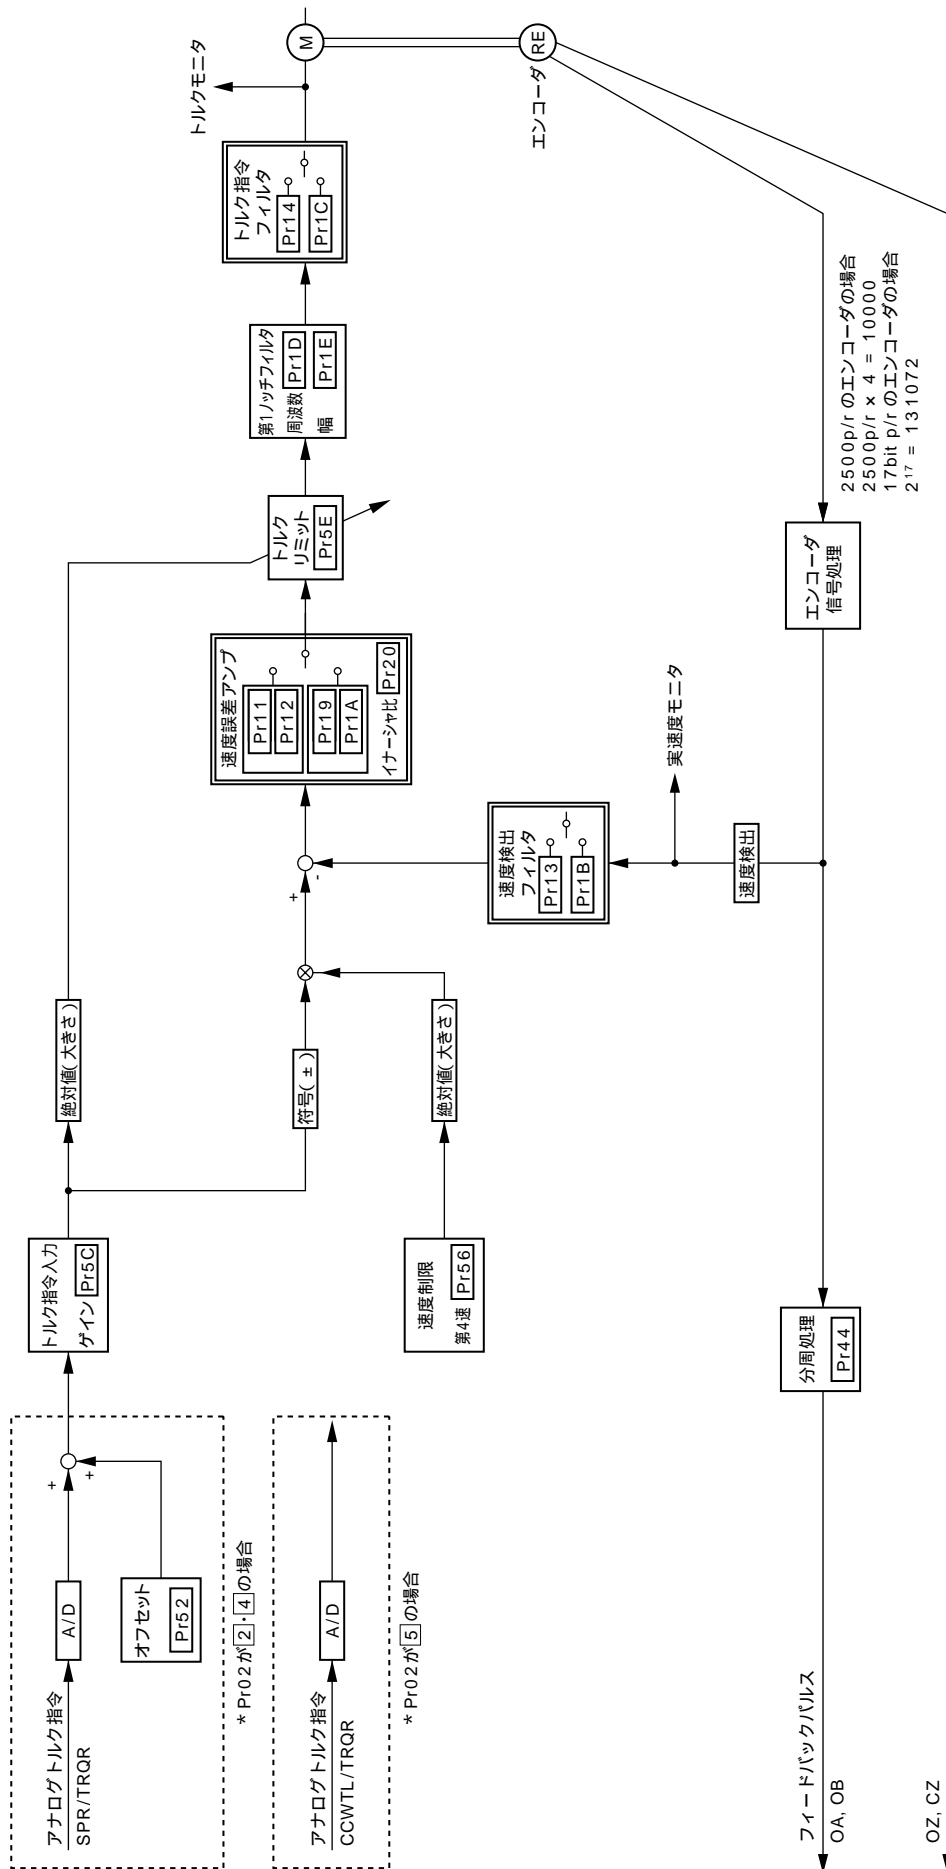 アナログトルク指令
SPR/TRQR
A/D
+
+
オフセット
Pr52
* Pr02が2・4の場合
トルク指令入力
ゲイン Pr5C
絶対値(大きさ)
アナログトルク指令
CCWTL/TRQR
A/D
* Pr02が5の場合
符号(±)
速度制限
第4速 Pr56
絶対値(大きさ)
+
-
速度誤差アンプ
Pr11
Pr12
Pr19
Pr1A
イナーシャ比 Pr20
トルク
リミット
Pr5E
第1ノッチフィルタ
周波数 Pr1D
幅 Pr1E
トルク指令
フィルタ
Pr14
Pr1C
トルクモニタ
M
RE
エンコーダ
速度検出
フィルタ
Pr13
Pr1B
実速度モニタ
速度検出
エンコーダ
信号処理
2500p/r のエンコーダの場合
2500p/r × 4 = 10000
17bit p/r のエンコーダの場合
2¹⁷ = 131072
分周処理
Pr44
フィードバックパルス
OA, OB
OZ, CZ